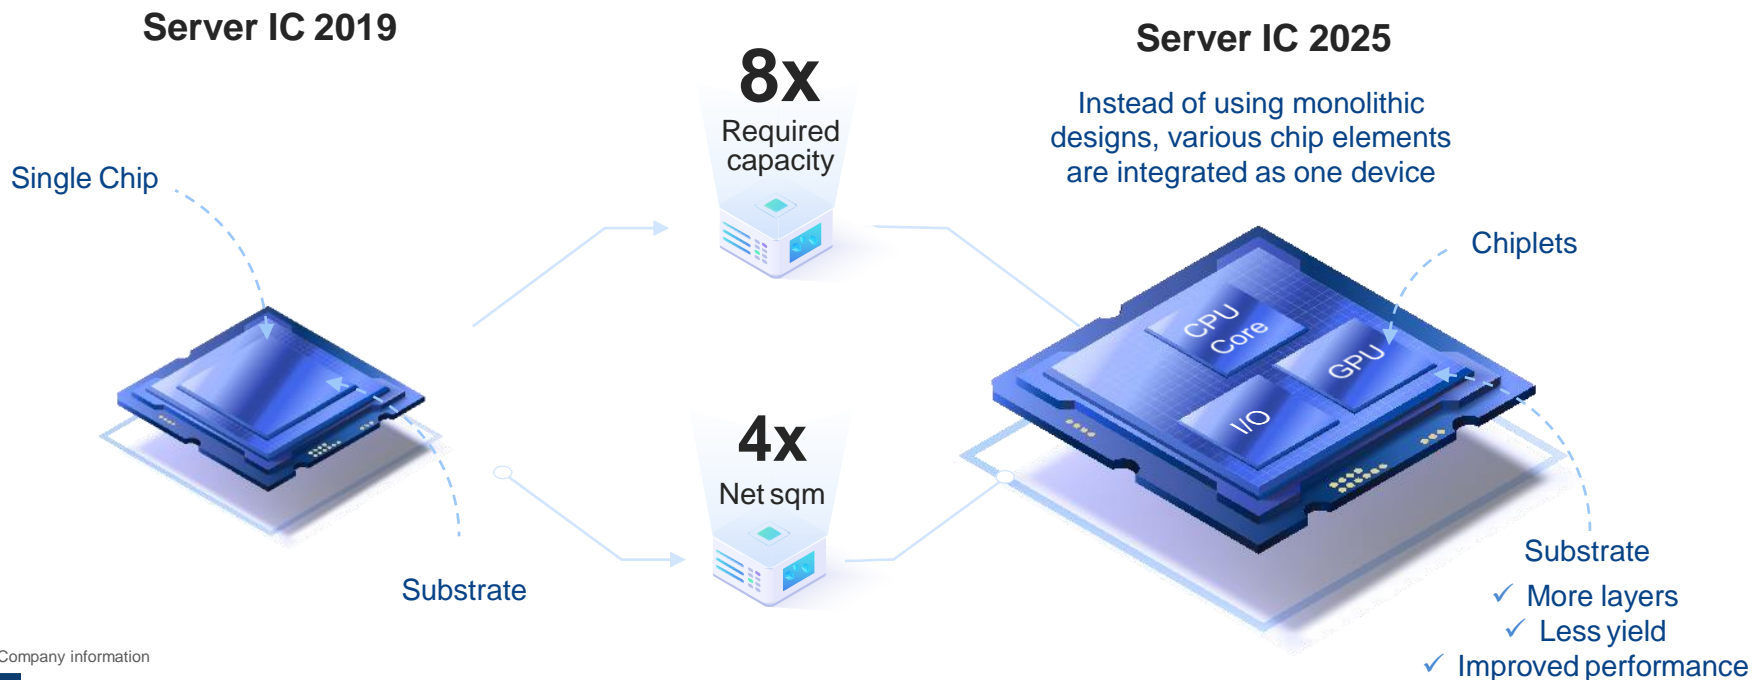 Server IC 2019
Single Chip
Substrate
8x
Required
capacity
4x
Net sqm
Server IC 2025
Instead of using monolithic
designs, various chip elements
are integrated as one device
Chiplets
CPU
Core
GPU
I/O
Substrate
✓ More layers
✓ Less yield
✓ Improved performance
Company information